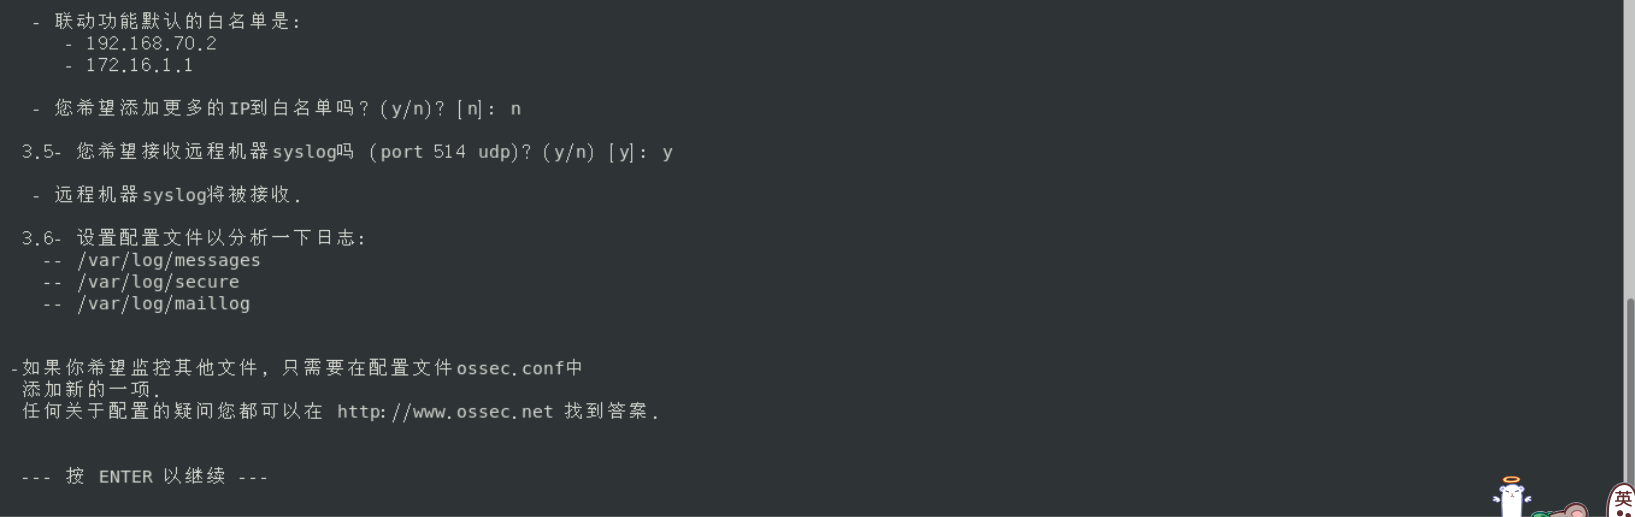 - 联动功能默认的白名单是:
- 192.168.70.2
- 172.16.1.1
- 您希望添加更多的IP到白名单吗? (y/n)? [n]: n
3.5- 您希望接收远程机器syslog吗 (port 514 udp)? (y/n) [y]: y
- 远程机器syslog将被接收.
3.6- 设置配置文件以分析一下日志:
-- /var/log/messages
-- /var/log/secure
-- /var/log/maillog
-如果你希望监控其他文件, 只需要在配置文件ossec.conf中
添加新的一项.
任何关于配置的疑问您都可以在 http://www.ossec.net 找到答案.
--- 按 ENTER 以继续 ---
英